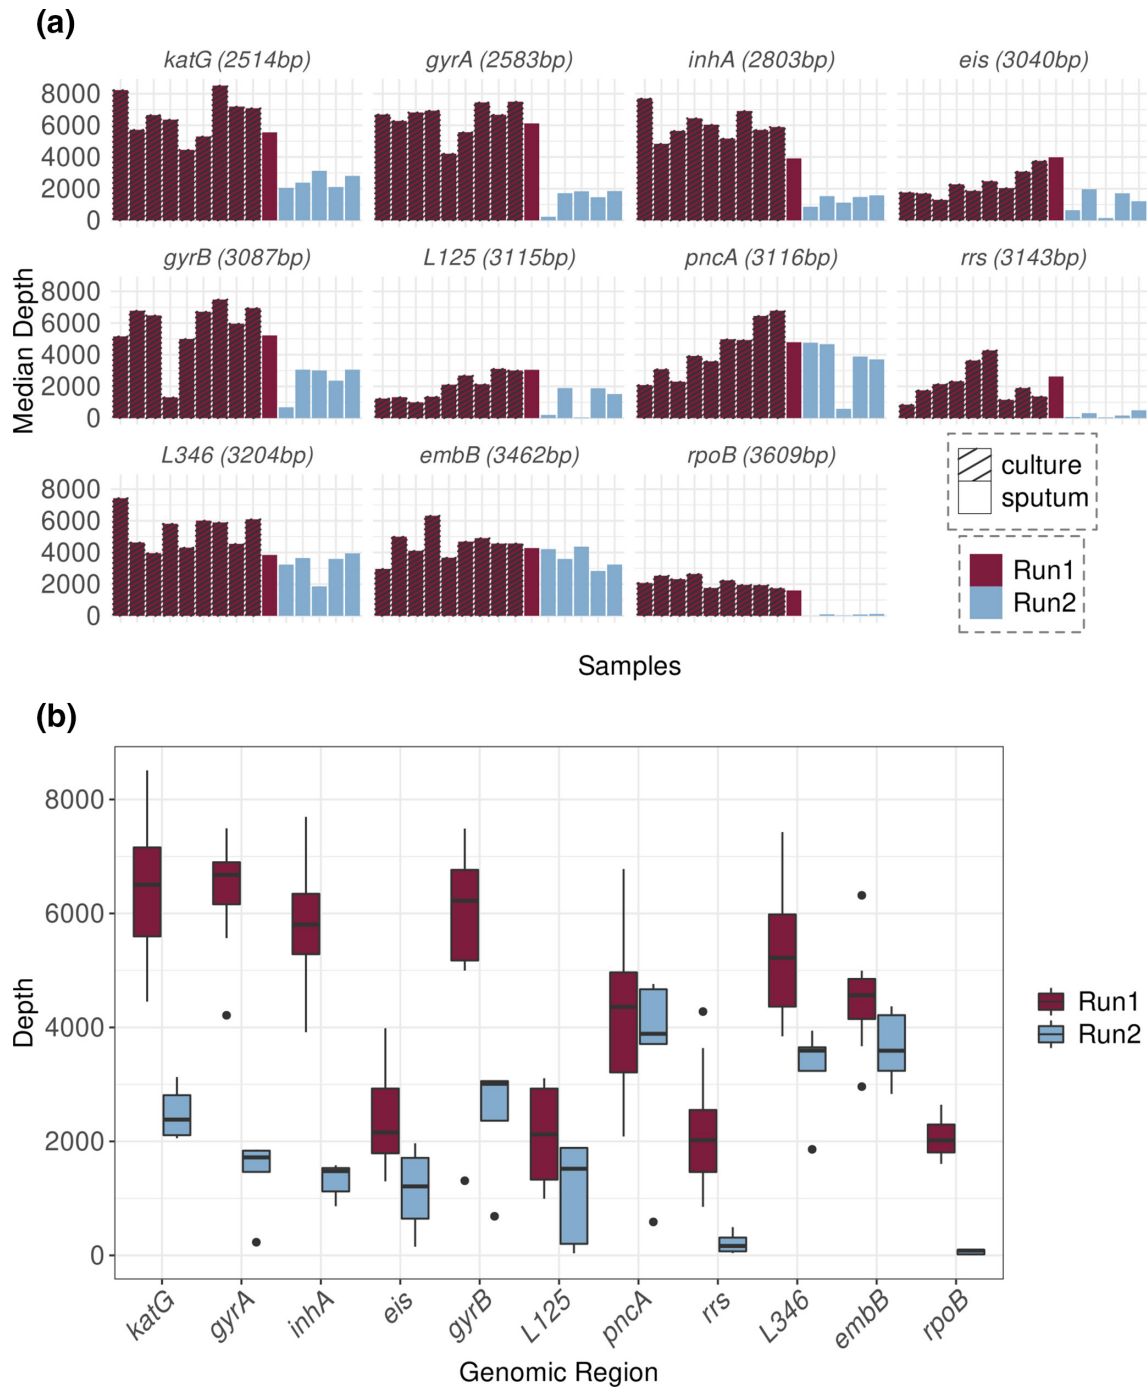 (a)
katG (2514bp) gyrA (2583bp) inhA (2803bp) eis (3040bp)
8000
6000
4000
2000
0
gyrB (3087bp) L125 (3115bp) pncA (3116bp) rrs (3143bp)
8000
6000
4000
2000
0
Median Depth
L346 (3204bp) embB (3462bp) rpoB (3609bp)
8000
6000
4000
2000
0
culture
sputum
Run1
Run2
Samples
(b)
8000
6000
4000
2000
0
Depth
Run1
Run2
katG gyrA inhA eis gyrB L125 pncA rrs L346 embB rpoB
Genomic Region